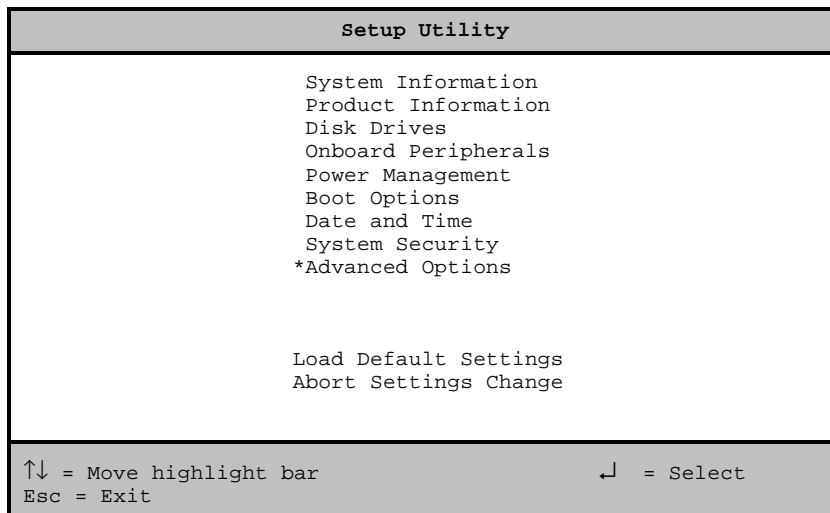 Setup Utility
System Information
Product Information
Disk Drives
Onboard Peripherals
Power Management
Boot Options
Date and Time
System Security
*Advanced Options
Load Default Settings
Abort Settings Change
↑↓ = Move highlight bar ↵ = Select
Esc = Exit